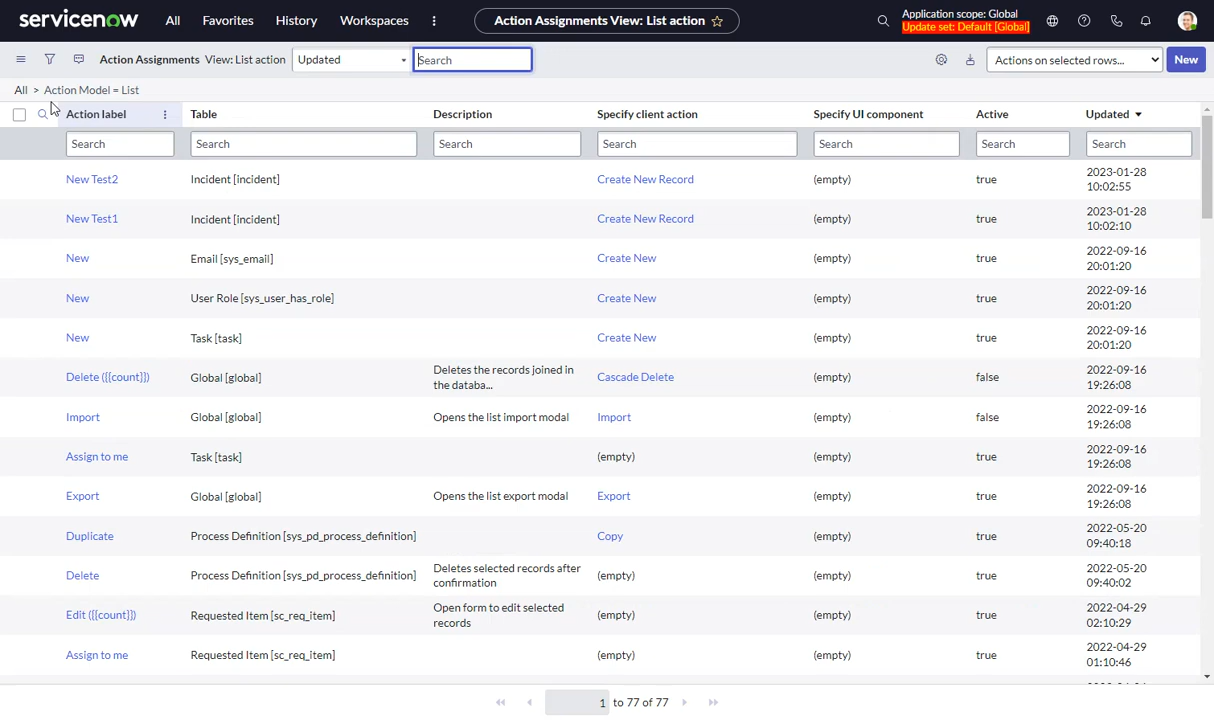 servicenow All Favorites History Workspaces Action Assignments View: List action Application scope: Global
Update set: Default [Global]
Action Assignments View: List action Updated Search Actions on selected rows... New
All > Action Model = List
Action label Table Description Specify client action Specify UI component Active Updated
Search Search Search Search Search Search Search
New Test2 Incident [incident] Create New Record (empty) true 2023-01-28
10:02:55
New Test1 Incident [incident] Create New Record (empty) true 2023-01-28
10:02:10
New Email [sys_email] Create New (empty) true 2022-09-16
20:01:20
New User Role [sys_user_has_role] Create New (empty) true 2022-09-16
20:01:20
New Task [task] Create New (empty) true 2022-09-16
20:01:20
Delete ({{count}}) Global [global] Deletes the records joined in Cascade Delete (empty) false 2022-09-16
the databa... 19:26:08
Import Global [global] Opens the list import modal Import (empty) false 2022-09-16
19:26:08
Assign to me Task [task] (empty) (empty) true 2022-09-16
19:26:08
Export Global [global] Opens the list export modal Export (empty) true 2022-09-16
19:26:08
Duplicate Process Definition [sys_pd_process_definition] Copy (empty) true 2022-05-20
09:40:18
Delete Process Definition [sys_pd_process_definition] Deletes selected records after (empty) (empty) true 2022-05-20
confirmation 09:40:02
Edit ({{count}}) Requested Item [sc_req_item] Open form to edit selected (empty) (empty) true 2022-04-29
records 02:10:29
Assign to me Requested Item [sc_req_item] (empty) (empty) true 2022-04-29
01:10:46
1 to 77 of 77